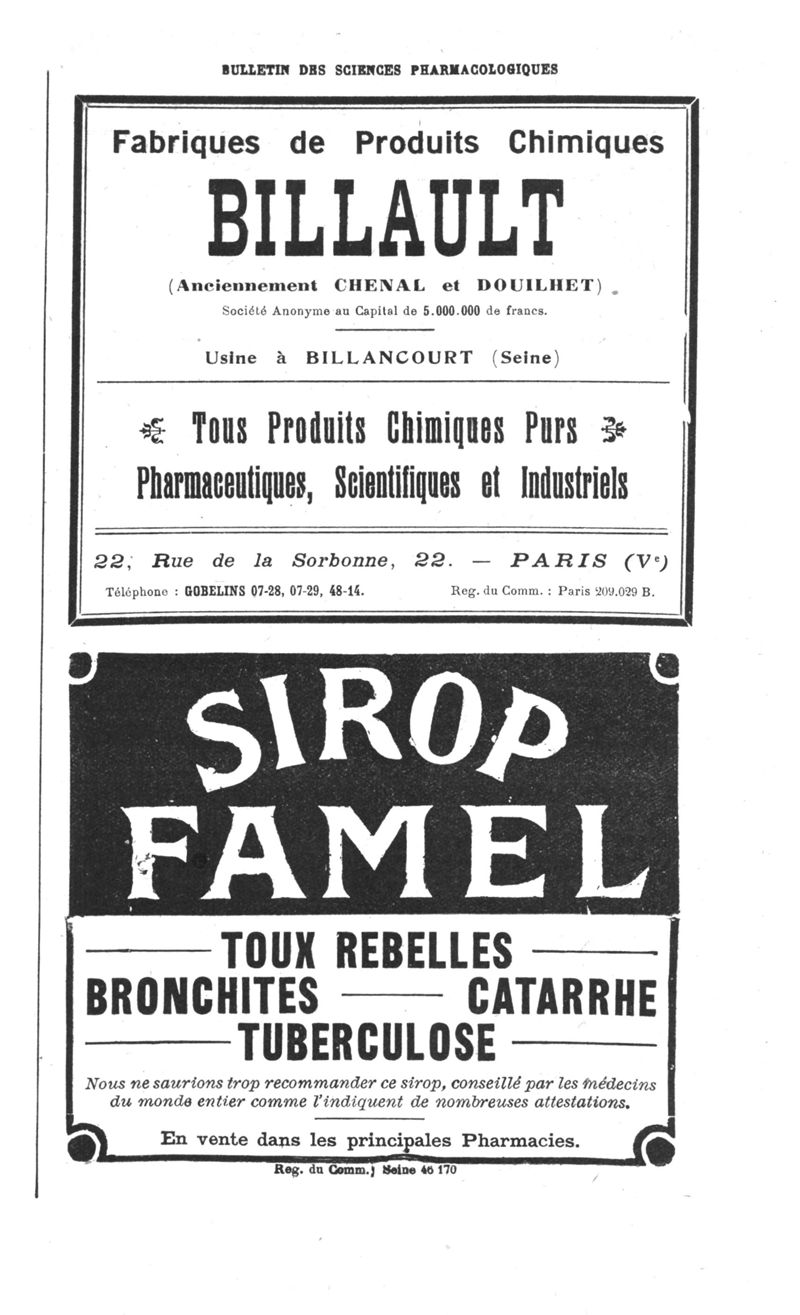 BULLETIN DES SCIENCES PHARMACOLOGIQUES
Fabriques de Produits Chimiques
BILLAULT
(Anciennement CHENAL et DOUILHET)
Société Anonyme au Capital de 5.000.000 de francs.
Usine à BILLANCOURT (Seine)
Tous Produits Chimiques Purs
Pharmaceutiques, Scientifiques et Industriels
22, Rue de la Sorbonne, 22. — PARIS (Ve)
Téléphone : GOBELINS 07-28, 07-29, 48-14. Reg. du Comm. : Paris 209.029 B.
SIROP
FAMEL
TOUX REBELLES
BRONCHITES — CATARRHE
TUBERCULOSE
Nous ne saurions trop recommander ce sirop, conseillé par les médecins
du monde entier comme l'indiquent de nombreuses attestations.
En vente dans les principales Pharmacies.
Reg. du Comm. Seine 46 170